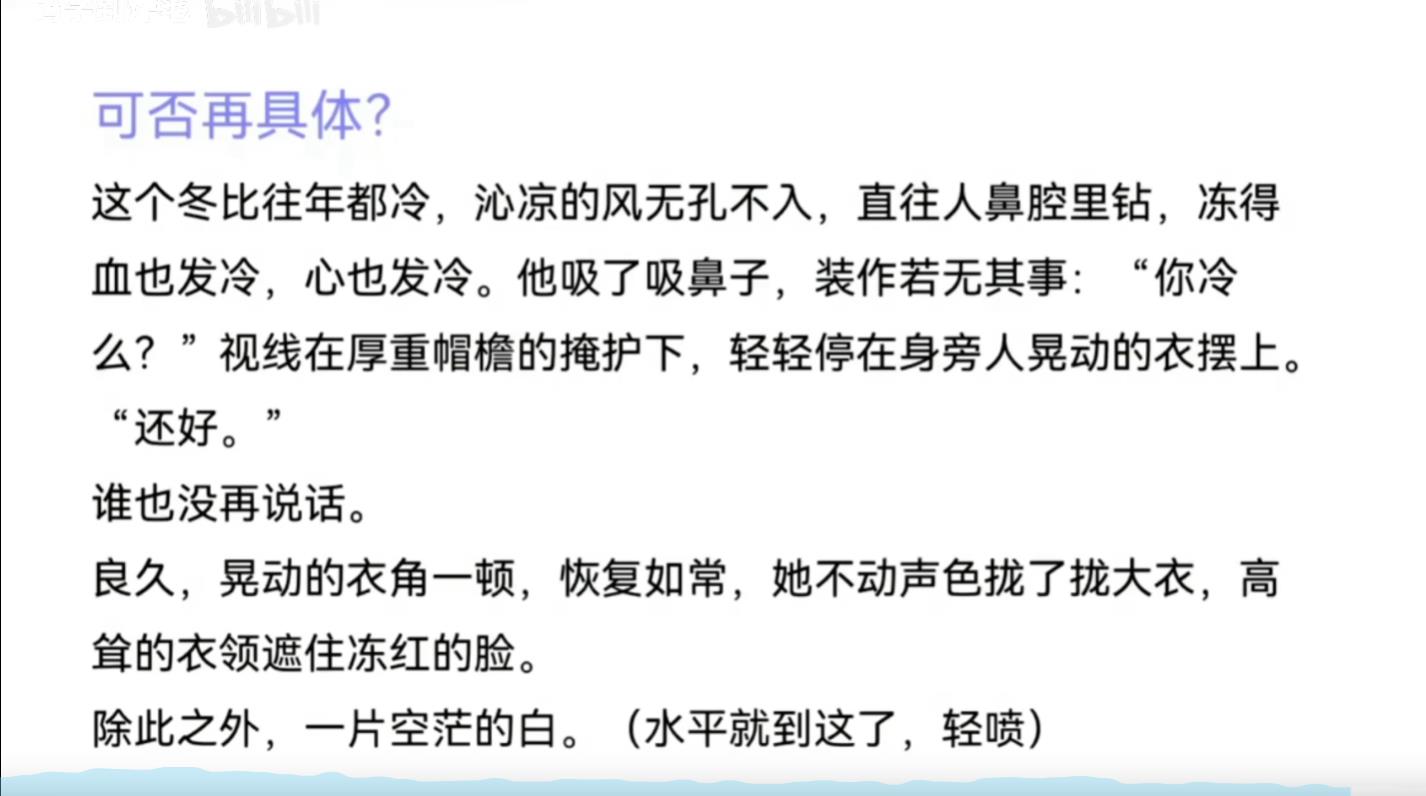 bilibili
可否再具体？
这个冬比往年都冷，沁凉的风无孔不入，直往人鼻腔里钻，冻得
血也发冷，心也发冷。他吸了吸鼻子，装作若无其事：“你冷
么？”视线在厚重帽檐的掩护下，轻轻停在身旁人晃动的衣摆上。
“还好。”
谁也没再说话。
良久，晃动的衣角一顿，恢复如常，她不动声色拢了拢大衣，高
耸的衣领遮住冻红的脸。
除此之外，一片空茫的白。（水平就到这了，轻喷）